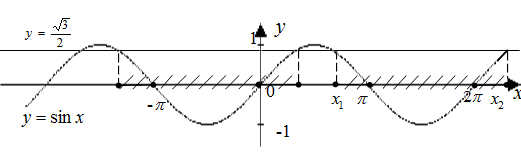 y = √3/2
1
y
0
x₁
π
2π
x₂
x
-π
y = sin x
-1